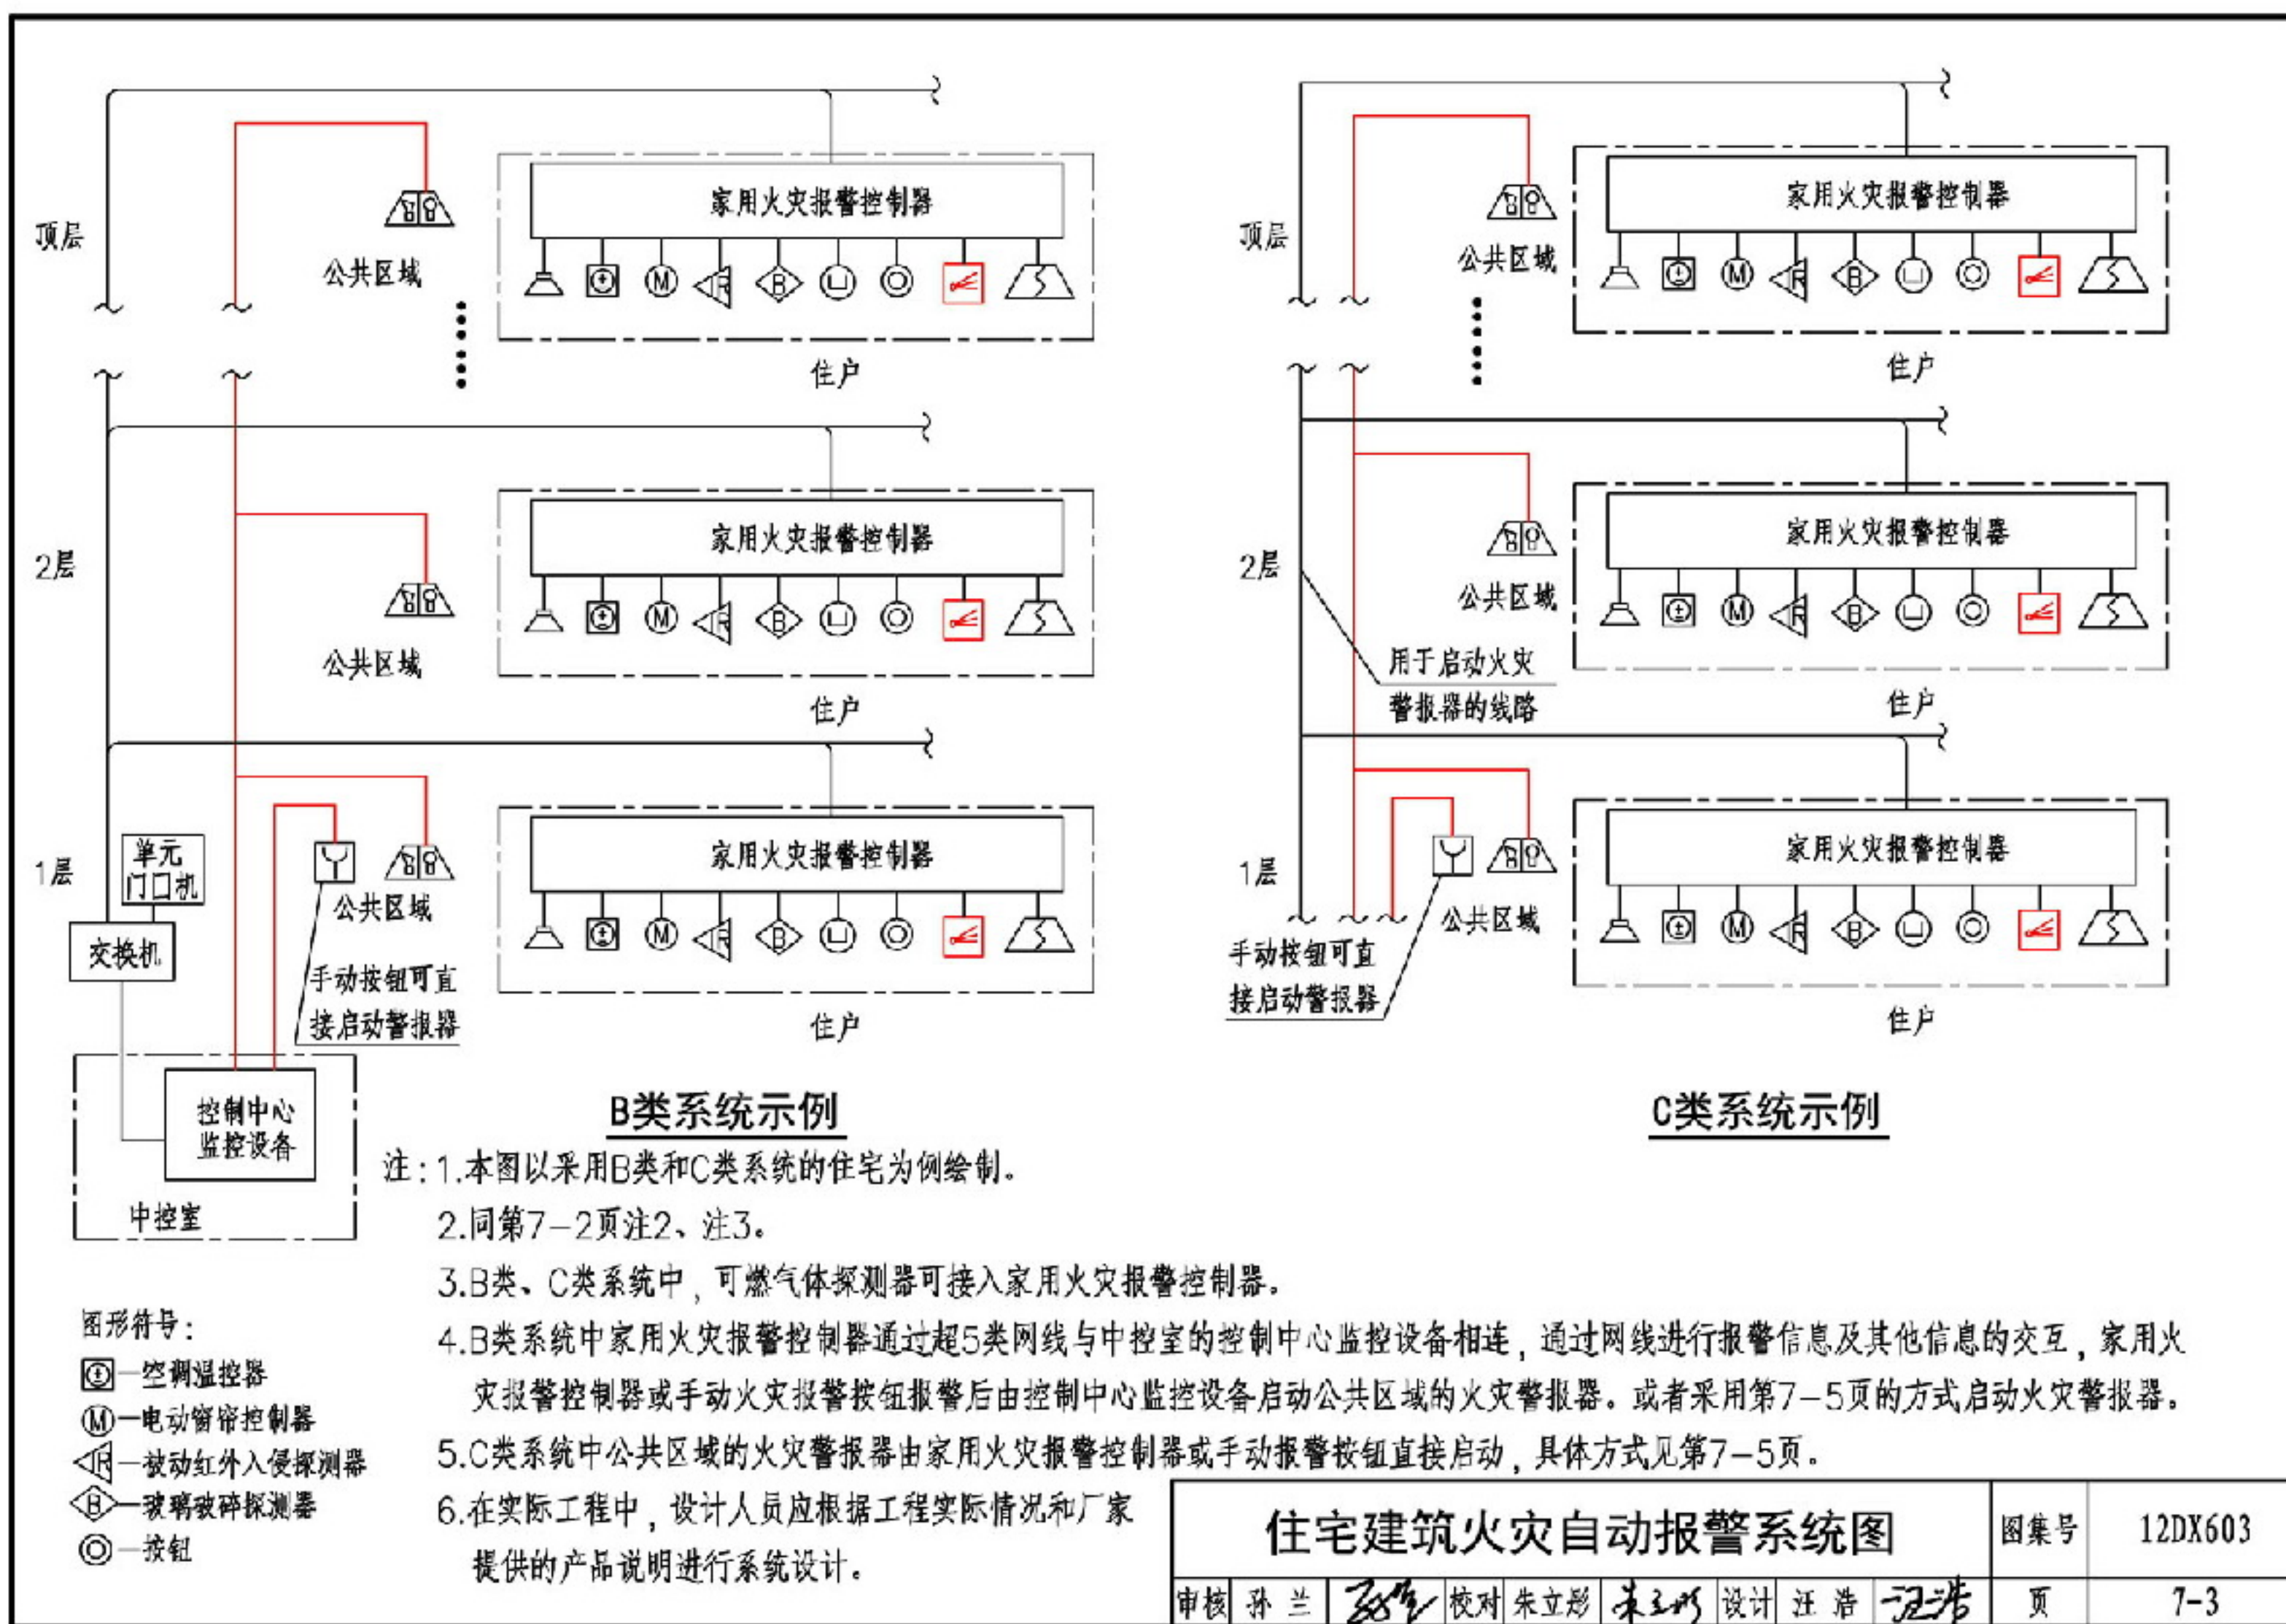 顶层
公共区域
家用火灾报警控制器
M
R
B
住户
2层
公共区域
家用火灾报警控制器
M
R
B
住户
1层
单元
门口机
交换机
公共区域
手动按钮可直
接启动警报器
家用火灾报警控制器
M
R
B
住户
控制中心
监控设备
中控室
B类系统示例
顶层
公共区域
家用火灾报警控制器
M
R
B
住户
2层
公共区域
用于启动火灾
警报器的线路
家用火灾报警控制器
M
R
B
住户
1层
公共区域
手动按钮可直
接启动警报器
家用火灾报警控制器
M
R
B
住户
C类系统示例
注:1.本图以采用B类和C类系统的住宅为例绘制。
2.同第7-2页注2、注3。
3.B类、C类系统中,可燃气体探测器可接入家用火灾报警控制器。
4.B类系统中家用火灾报警控制器通过超5类网线与中控室的控制中心监控设备相连,通过网线进行报警信息及其他信息的交互,家用火
灾报警控制器或手动火灾报警按钮报警后由控制中心监控设备启动公共区域的火灾警报器。或者采用第7-5页的方式启动火灾警报器。
5.C类系统中公共区域的火灾警报器由家用火灾报警控制器或手动报警按钮直接启动,具体方式见第7-5页。
6.在实际工程中,设计人员应根据工程实际情况和厂家
提供的产品说明进行系统设计。
图形符号:
—空调温控器
M—电动窗帘控制器
R—被动红外入侵探测器
B—玻璃破碎探测器
—按钮
住宅建筑火灾自动报警系统图
图集号 12DX603
审核 孙兰 校对 朱立彤 朱立彤 设计 汪浩 汪浩 页 7-3